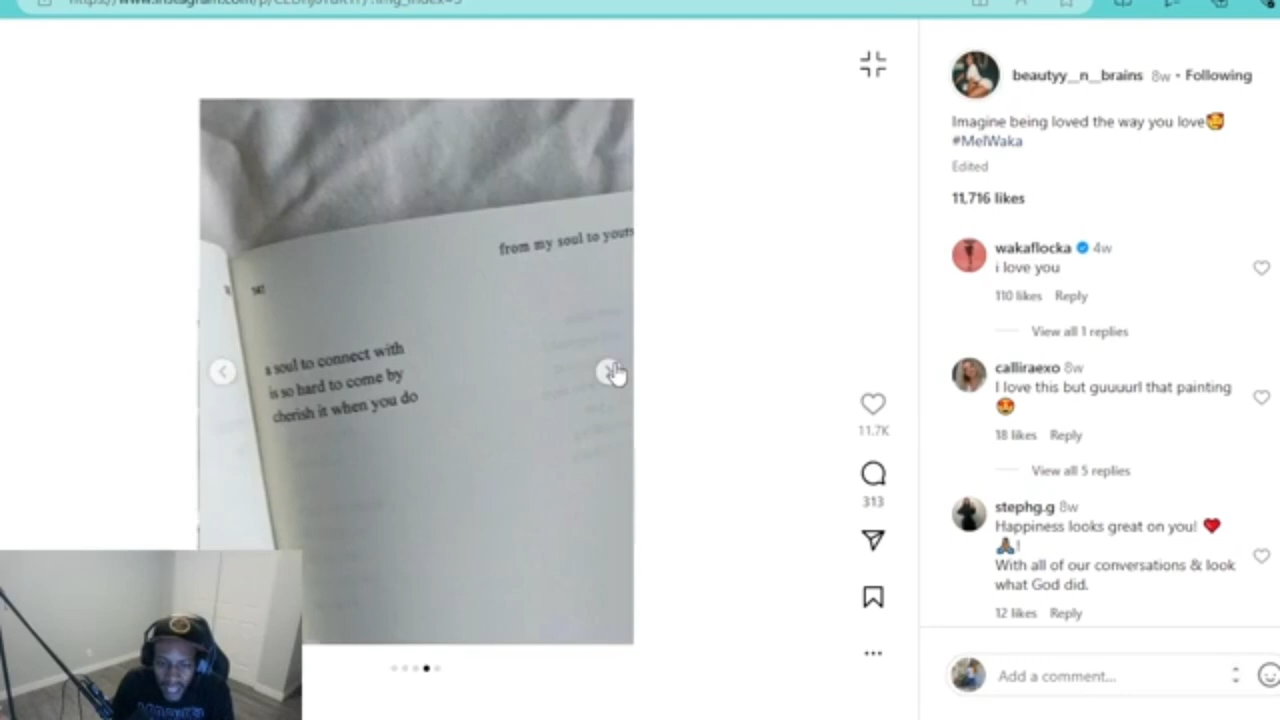 beautyy__n__brains 8w • Following
Imagine being loved the way you love🥰
#MelWaka
Edited
11,716 likes
wakaflocka 4w
i love you
110 likes Reply
View all 1 replies
calliraexo 8w
I love this but guuuurl that painting
😍
18 likes Reply
View all 5 replies
stephg.g 8w
Happiness looks great on you! ❤️
🙏🏽!
With all of our conversations & look
what God did.
12 likes Reply
Add a comment...
from my soul to yours
141
a soul to connect with
is so hard to come by
cherish it when you do
11.7K
313